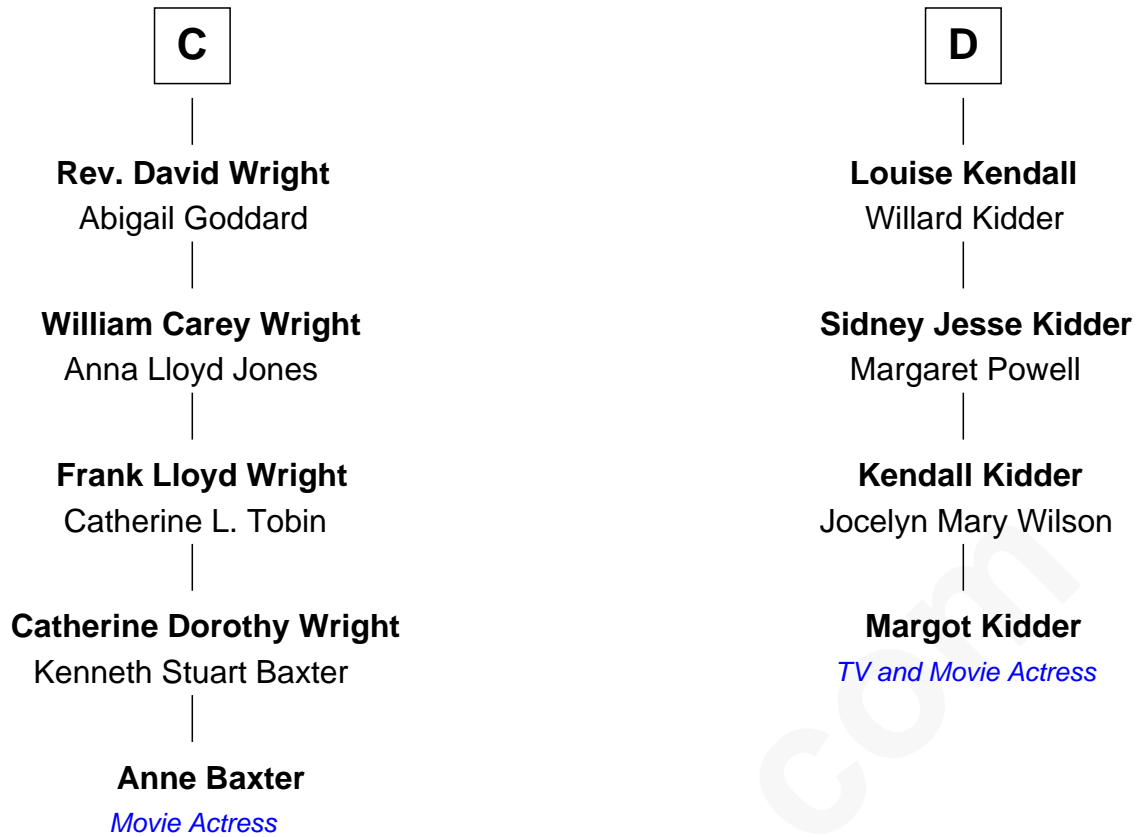 C
Rev. David Wright
Abigail Goddard
William Carey Wright
Anna Lloyd Jones
Frank Lloyd Wright
Catherine L. Tobin
Catherine Dorothy Wright
Kenneth Stuart Baxter
Anne Baxter
Movie Actress
D
Louise Kendall
Willard Kidder
Sidney Jesse Kidder
Margaret Powell
Kendall Kidder
Jocelyn Mary Wilson
Margot Kidder
TV and Movie Actress
com